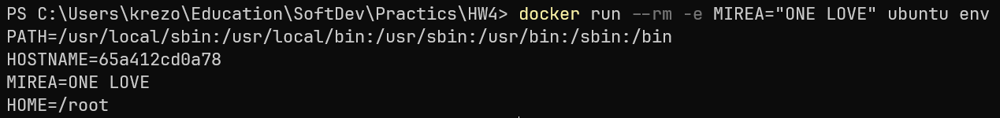 PS C:\Users\krezo\Education\SoftDev\Practics\HW4> docker run --rm -e MIREA="ONE LOVE" ubuntu env
PATH=/usr/local/sbin:/usr/local/bin:/usr/sbin:/usr/bin:/sbin:/bin
HOSTNAME=65a412cd0a78
MIREA=ONE LOVE
HOME=/root